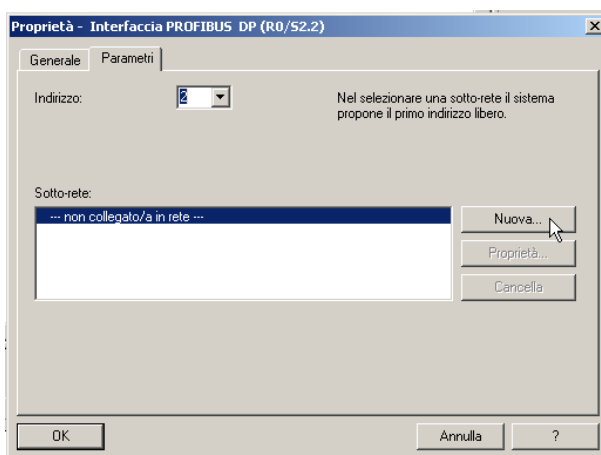 Proprietà - Interfaccia PROFIBUS DP (R0/S2.2)
Generale Parametri
Indirizzo: 2 Nel selezionare una sotto-rete il sistema
propone il primo indirizzo libero.
Sotto-rete:
--- non collegato/a in rete --- Nuova...
Proprietà...
Cancella
OK Annulla ?